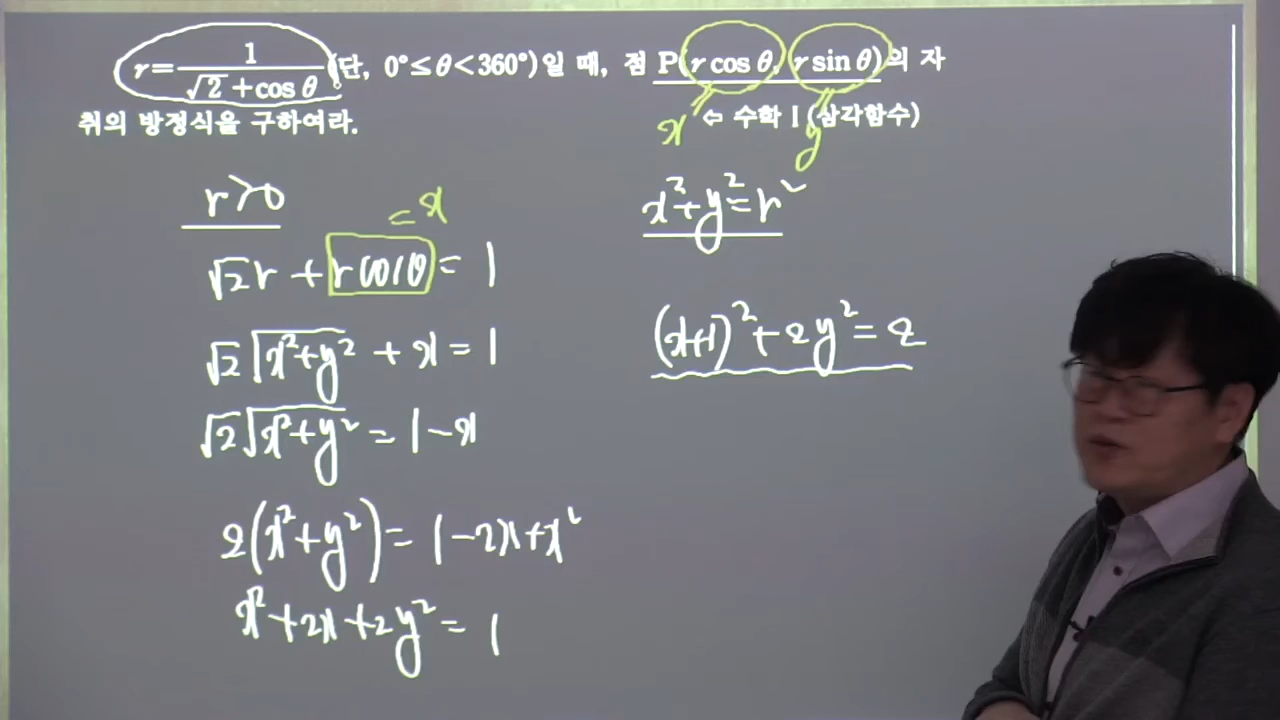 r = 1/(√2 + cos θ) (단, 0° ≤ θ < 360°)일 때, 점 P(r cos θ, r sin θ)의 자
취의 방정식을 구하여라.
⇦ 수학 Ⅰ (삼각함수)
x
y
r>0
= x
√2r + rcosθ = 1
√2√(x²+y²) + x = 1
√2√(x²+y²) = 1-x
2(x²+y²) = 1-2x+x²
x²+2x+2y² = 1
x²+y²=r²
(x+1)²+2y²=2